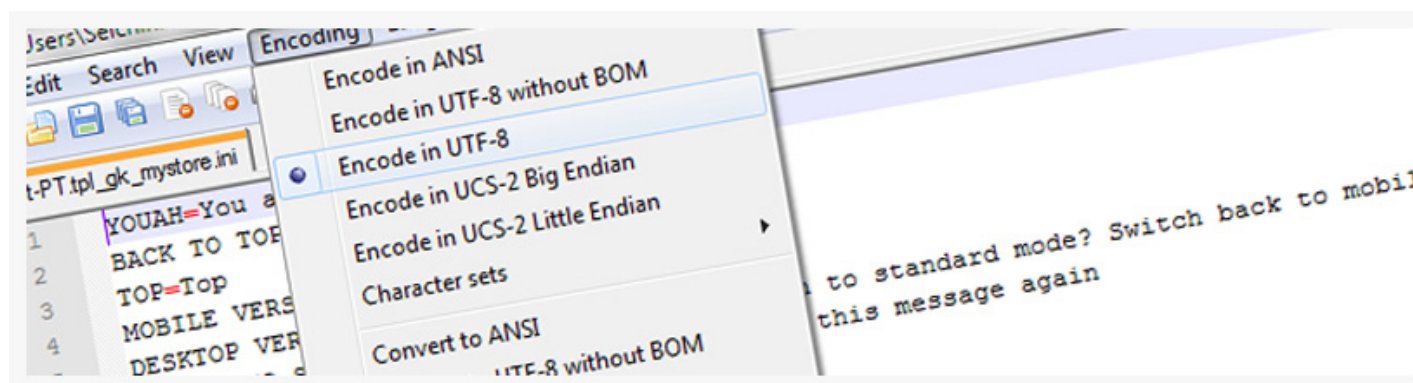 Edit Search View Encoding
t-PT.tpl_gk_mystore.ini
Encode in ANSI
Encode in UTF-8 without BOM
Encode in UTF-8
Encode in UCS-2 Big Endian
Encode in UCS-2 Little Endian
Character sets
Convert to ANSI
UTF-8 without BOM
1 YOUAH=You a
2 BACK TO TOP
3 TOP=Top
4 MOBILE VERS
DESKTOP VER
to standard mode? Switch back to mobil
this message again